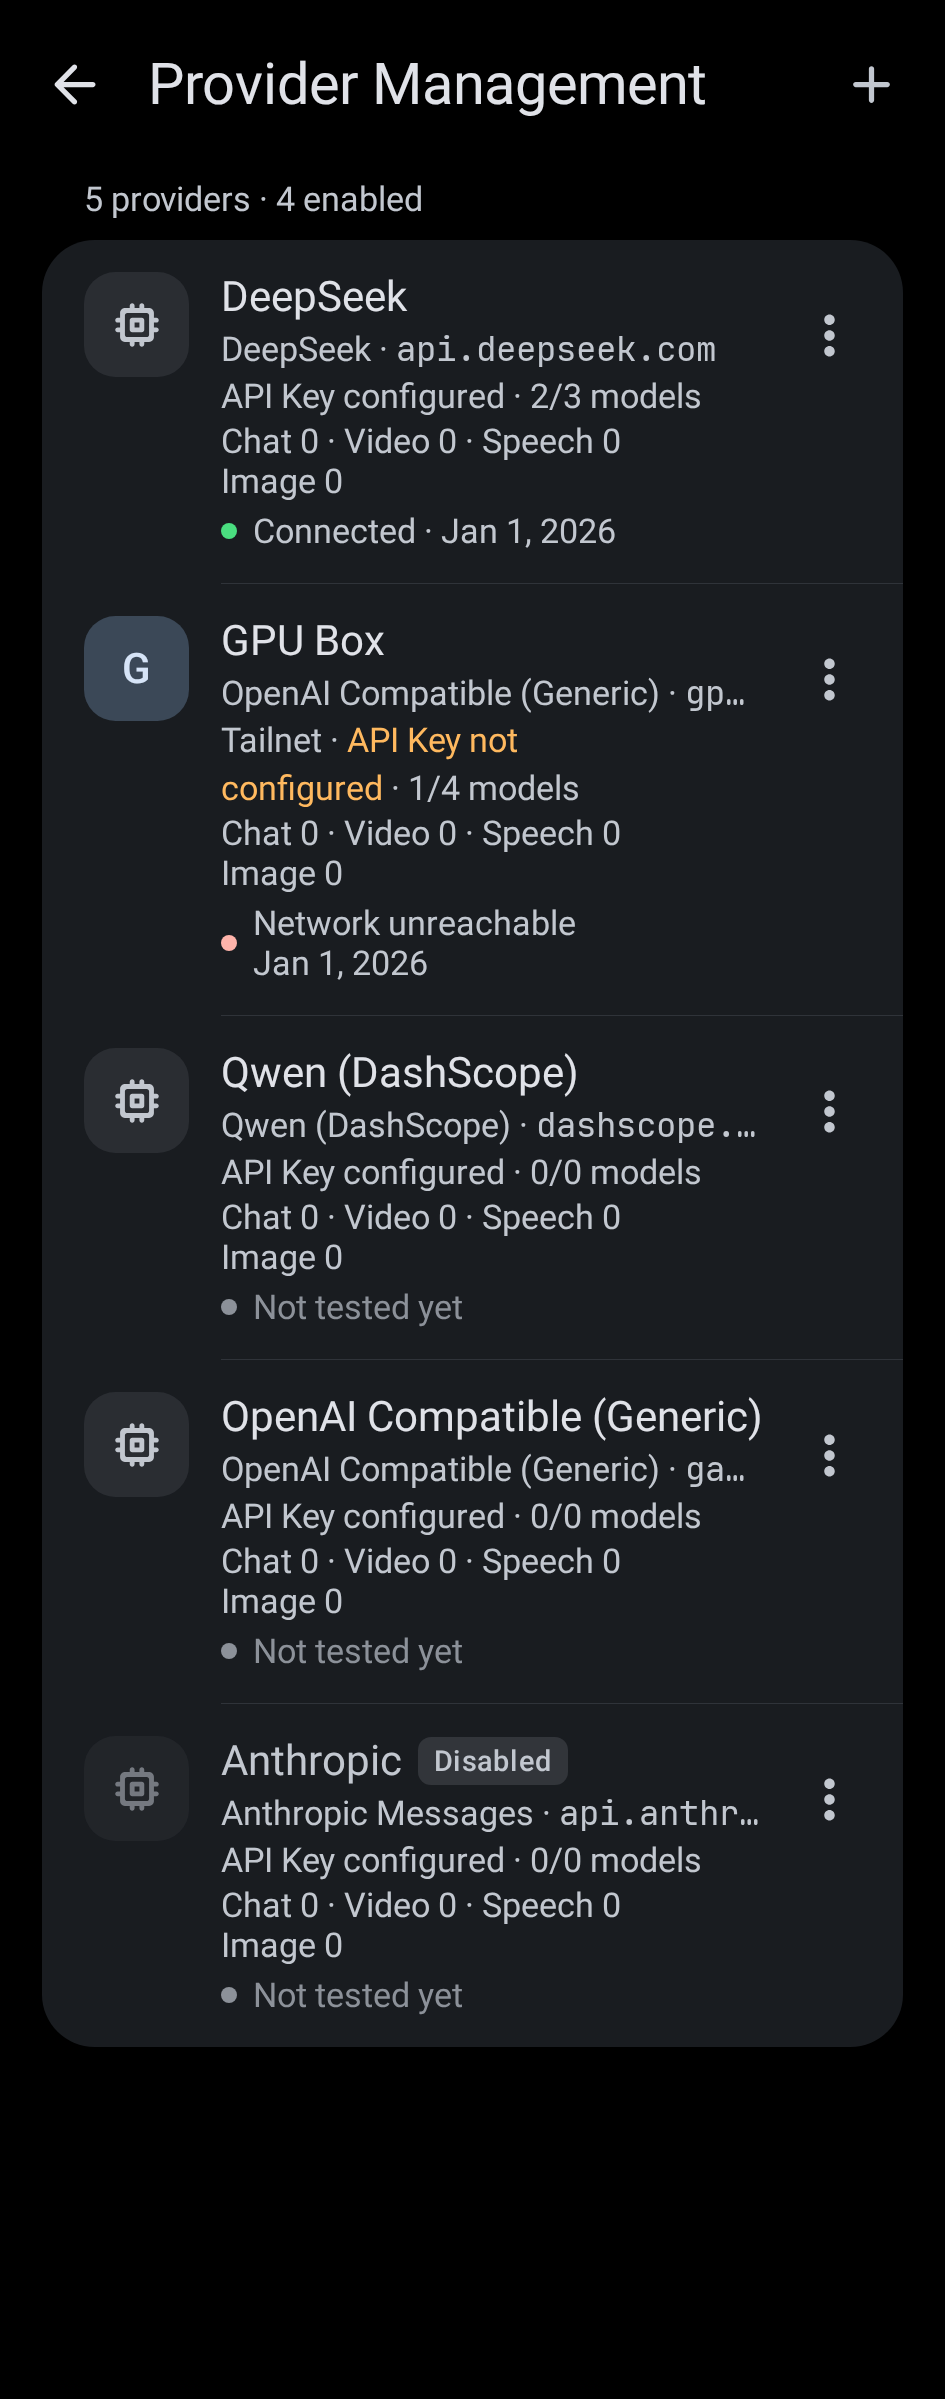 Provider Management
5 providers · 4 enabled
DeepSeek
DeepSeek · api.deepseek.com
API Key configured · 2/3 models
Chat 0 · Video 0 · Speech 0
Image 0
Connected · Jan 1, 2026
G
GPU Box
OpenAI Compatible (Generic) · gp…
Tailnet · API Key not
configured · 1/4 models
Chat 0 · Video 0 · Speech 0
Image 0
Network unreachable
Jan 1, 2026
Qwen (DashScope)
Qwen (DashScope) · dashscope.…
API Key configured · 0/0 models
Chat 0 · Video 0 · Speech 0
Image 0
Not tested yet
OpenAI Compatible (Generic)
OpenAI Compatible (Generic) · ga…
API Key configured · 0/0 models
Chat 0 · Video 0 · Speech 0
Image 0
Not tested yet
Anthropic Disabled
Anthropic Messages · api.anthr…
API Key configured · 0/0 models
Chat 0 · Video 0 · Speech 0
Image 0
Not tested yet